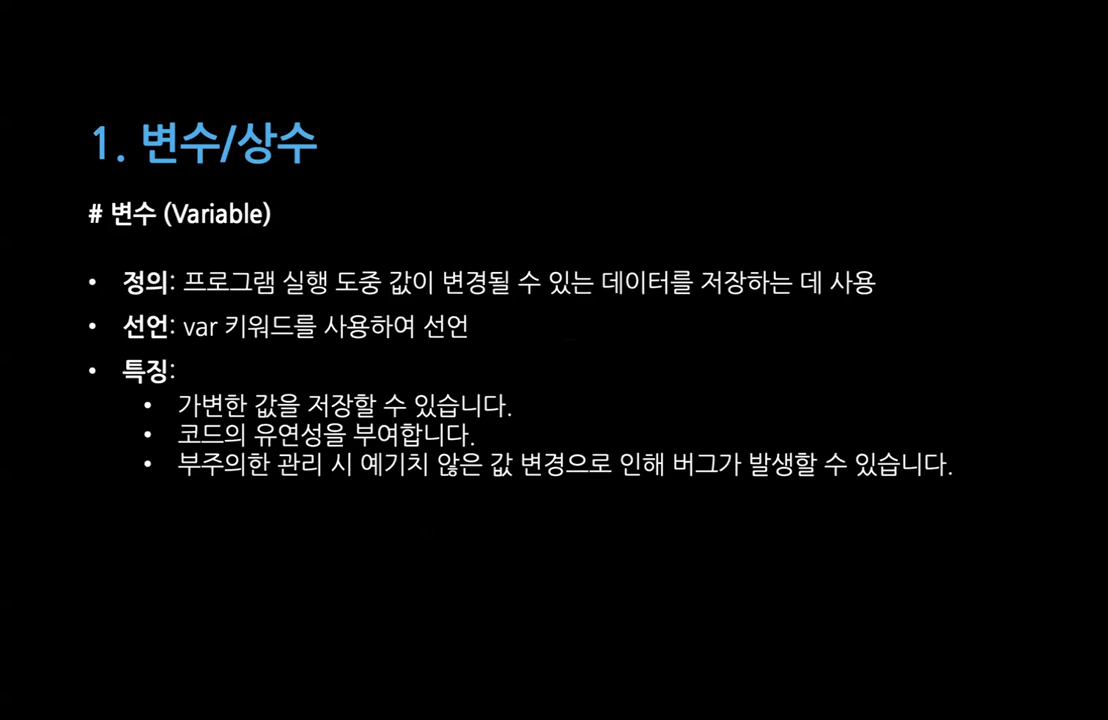 1. 변수/상수
# 변수 (Variable)
• 정의: 프로그램 실행 도중 값이 변경될 수 있는 데이터를 저장하는 데 사용
• 선언: var 키워드를 사용하여 선언
• 특징:
• 가변한 값을 저장할 수 있습니다.
• 코드의 유연성을 부여합니다.
• 부주의한 관리 시 예기치 않은 값 변경으로 인해 버그가 발생할 수 있습니다.